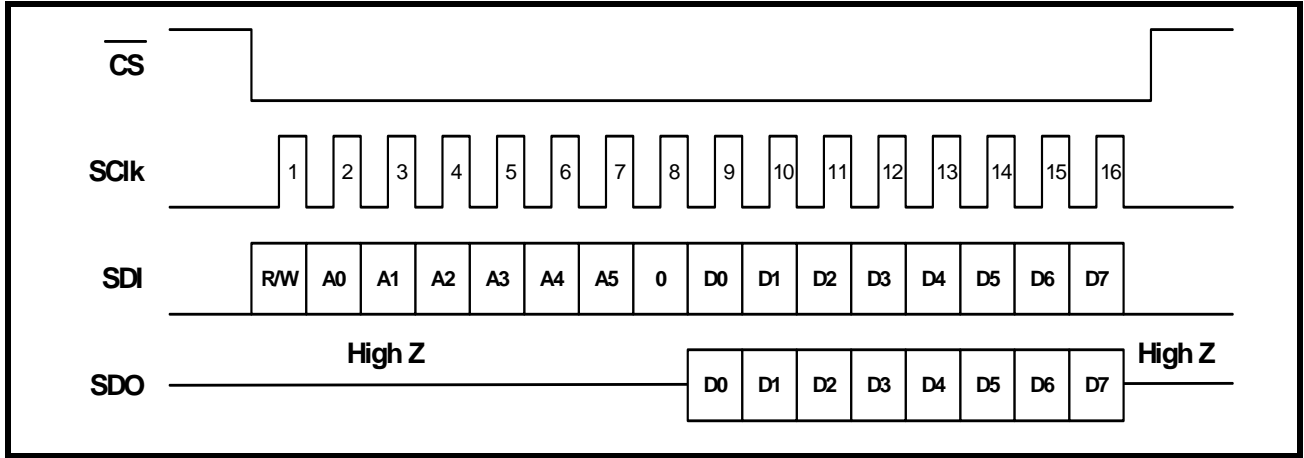 CS
SClk 1 2 3 4 5 6 7 8 9 10 11 12 13 14 15 16
SDI R/W A0 A1 A2 A3 A4 A5 0 D0 D1 D2 D3 D4 D5 D6 D7
High Z High Z
SDO D0 D1 D2 D3 D4 D5 D6 D7